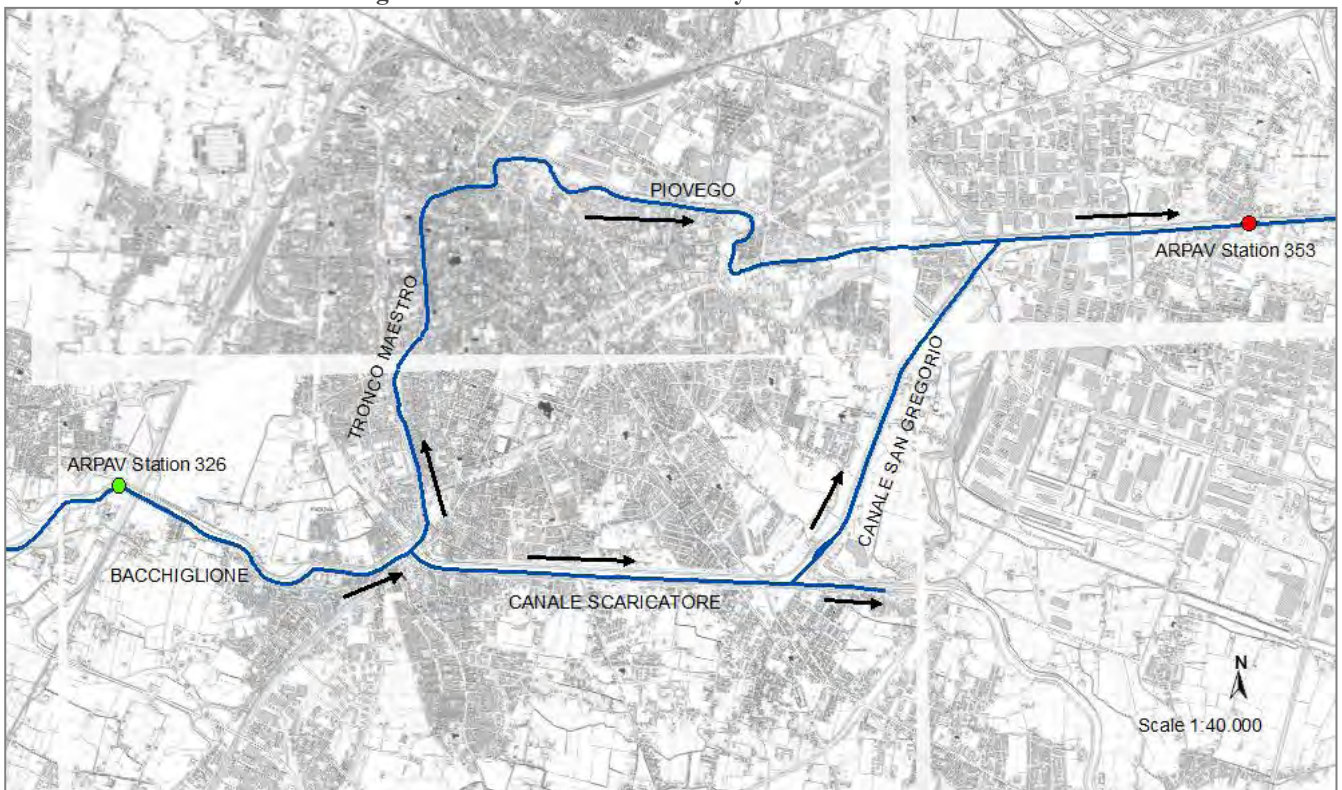 PIOVEGO
ARPAV Station 353
TRONCO MAESTRO
CANALE SAN GREGORIO
ARPAV Station 326
BACCHIGLIONE
CANALE SCARICATORE
N
Scale 1:40.000